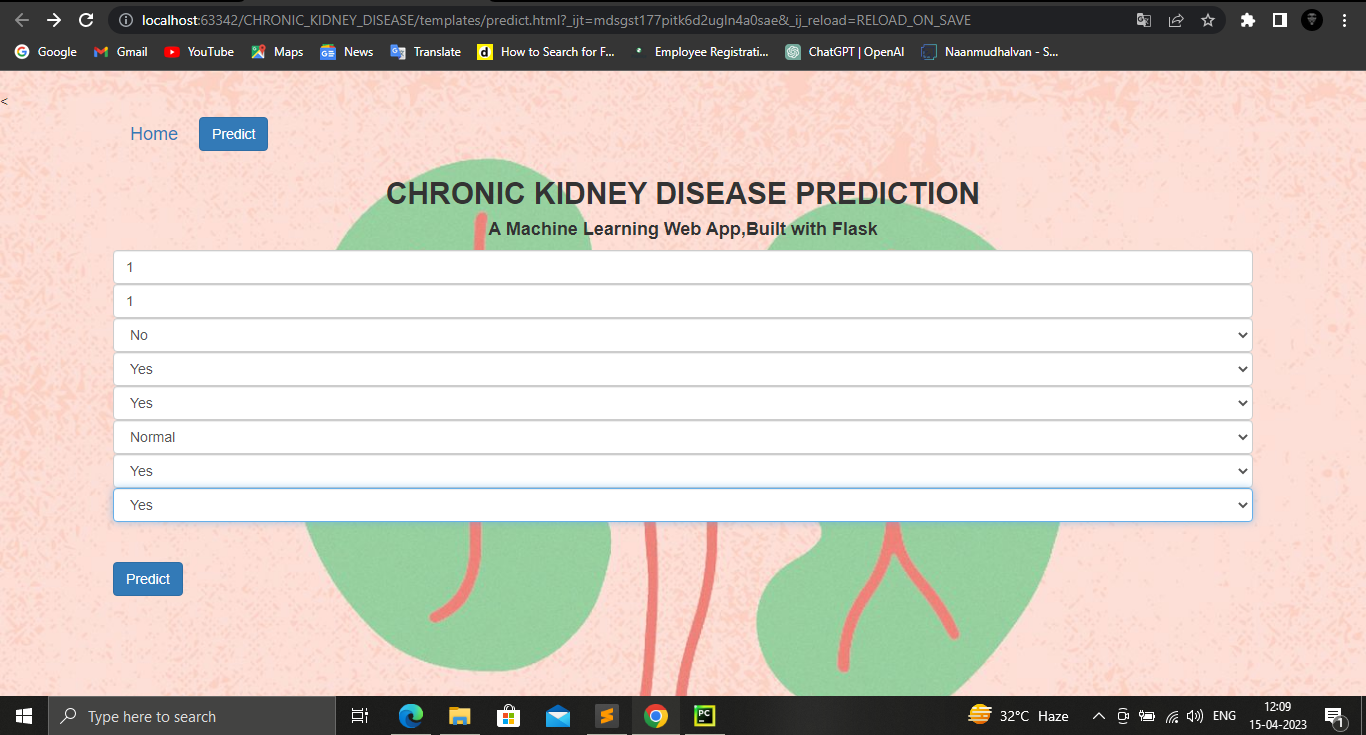 localhost:63342/CHRONIC_KIDNEY_DISEASE/templates/predict.html?_ijt=mdsgst177pitk6d2ugln4a0sae&_ij_reload=RELOAD_ON_SAVE
Google Gmail YouTube Maps News Translate How to Search for F... Employee Registrati... ChatGPT | OpenAI Naanmudhalvan - S...
<
Home Predict
CHRONIC KIDNEY DISEASE PREDICTION
A Machine Learning Web App,Built with Flask
1
1
No
Yes
Yes
Normal
Yes
Yes
Predict
Type here to search 32°C Haze ENG 12:09
15-04-2023 1